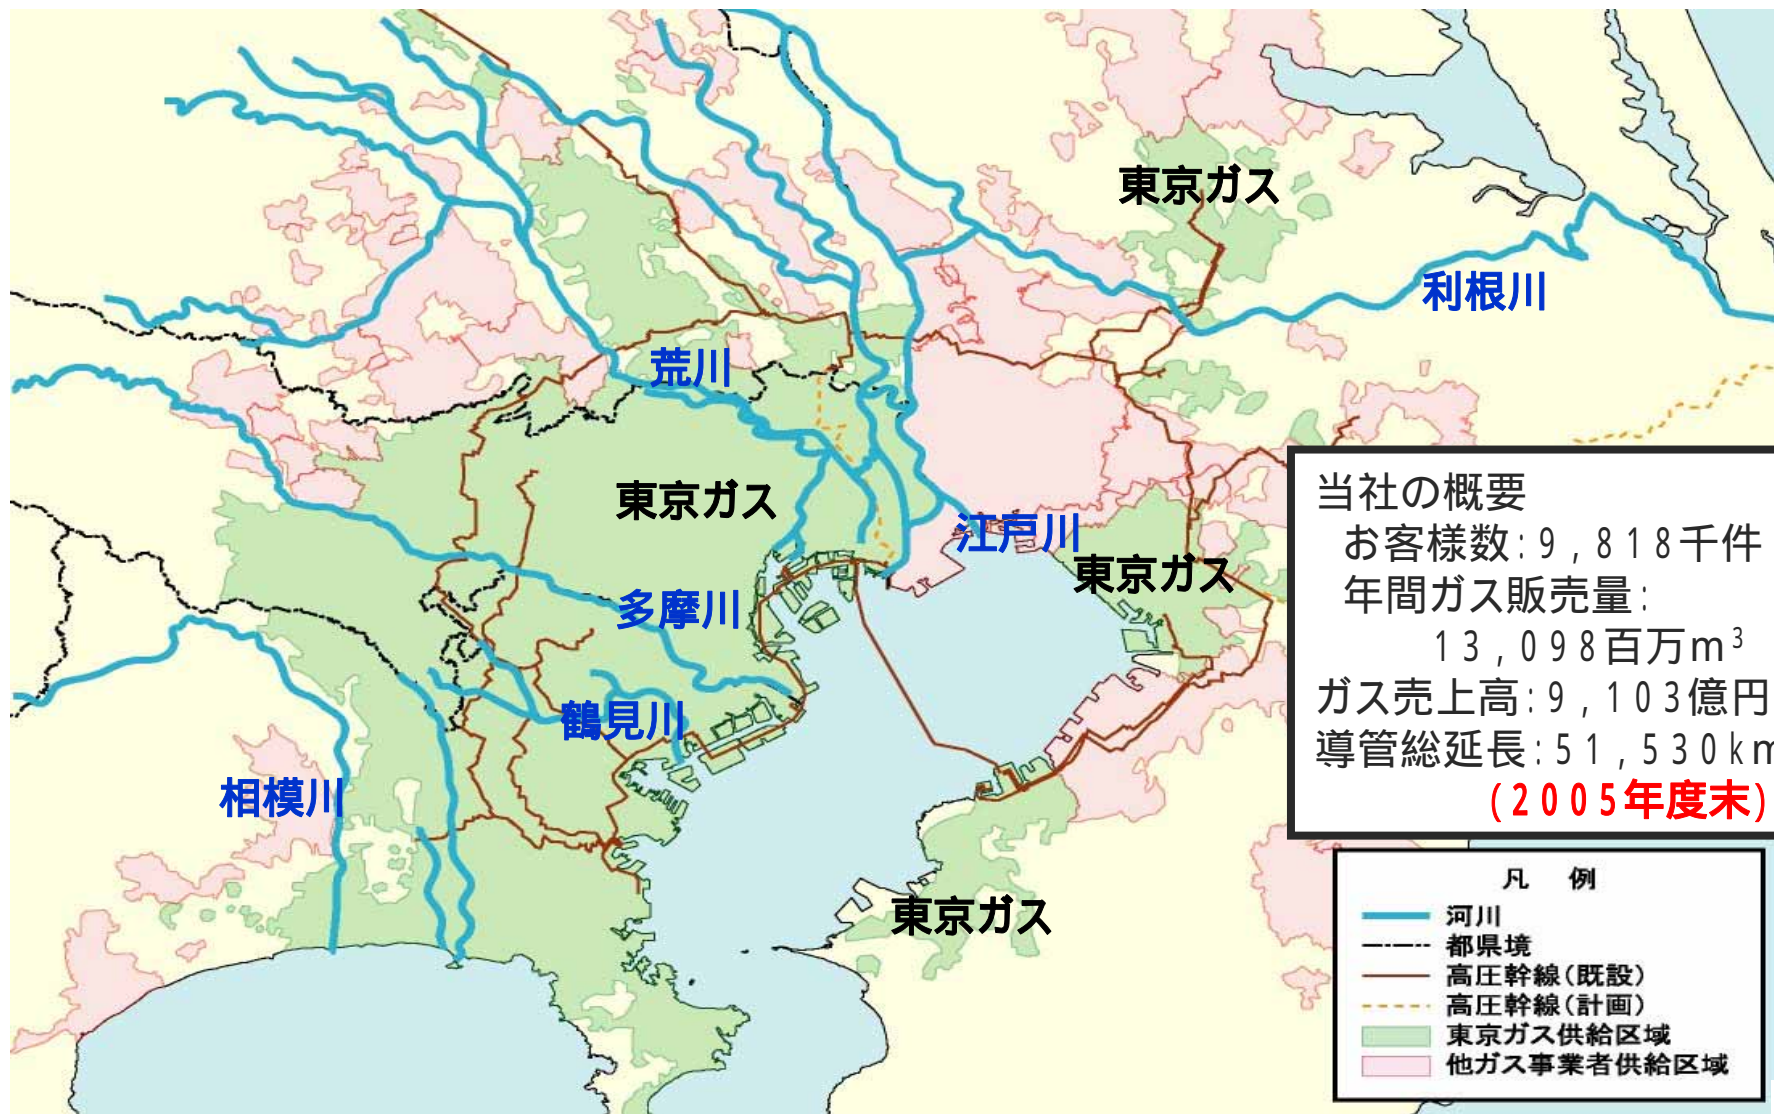 東京ガス
利根川
荒川
東京ガス
江戸川
東京ガス
多摩川
鶴見川
相模川
東京ガス
当社の概要
お客様数:9,818千件
年間ガス販売量:
13,098百万m³
ガス売上高:9,103億円
導管総延長:51,530km
(2005年度末)
凡 例
河川
都県境
高圧幹線(既設)
高圧幹線(計画)
東京ガス供給区域
他ガス事業者供給区域